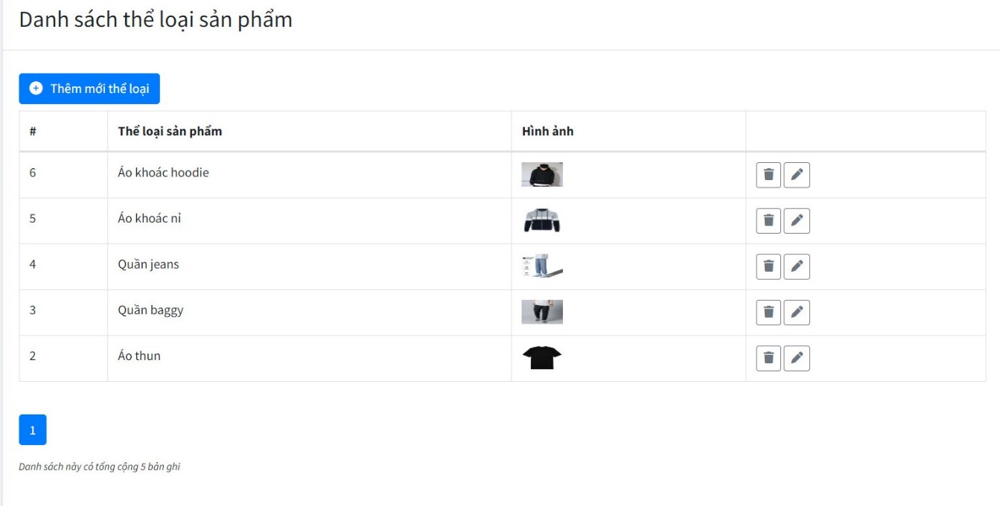 Danh sách thể loại sản phẩm
Thêm mới thể loại
# Thể loại sản phẩm Hình ảnh
6 Áo khoác hoodie
5 Áo khoác nỉ
4 Quần jeans
3 Quần baggy
2 Áo thun
1
Danh sách này có tổng cộng 5 bản ghi